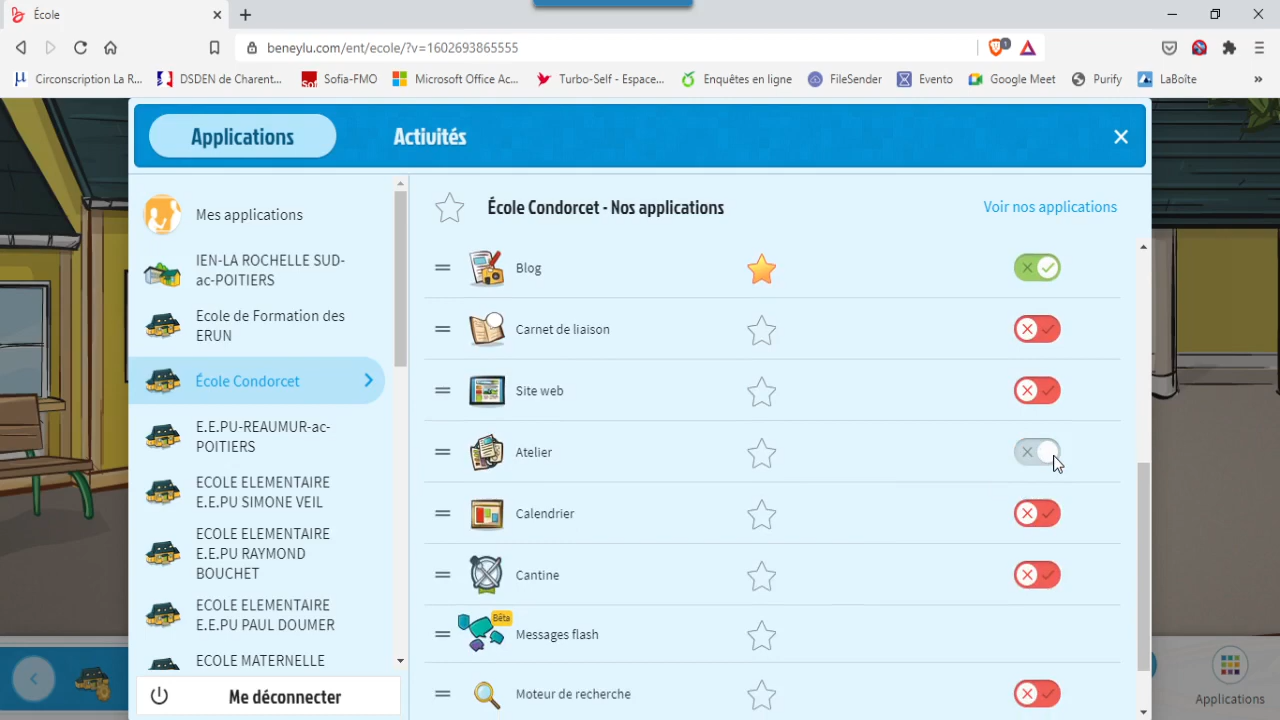 École
beneylu.com/ent/ecole/?v=1602693865555
1
Circonscription La R...
DSDEN de Charent...
Sofia-FMO
Microsoft Office Ac...
Turbo-Self - Espace...
Enquêtes en ligne
FileSender
Evento
Google Meet
Purify
LaBoîte
»
Applications
Activités
Mes applications
IEN-LA ROCHELLE SUD-
ac-POITIERS
Ecole de Formation des
ERUN
École Condorcet
E.E.PU-REAUMUR-ac-
POITIERS
ECOLE ELEMENTAIRE
E.E.PU SIMONE VEIL
ECOLE ELEMENTAIRE
E.E.PU RAYMOND
BOUCHET
ECOLE ELEMENTAIRE
E.E.PU PAUL DOUMER
ECOLE MATERNELLE
Me déconnecter
École Condorcet - Nos applications
Voir nos applications
Blog
Carnet de liaison
Site web
Atelier
Calendrier
Cantine
Bêta
Messages flash
Moteur de recherche
Applications